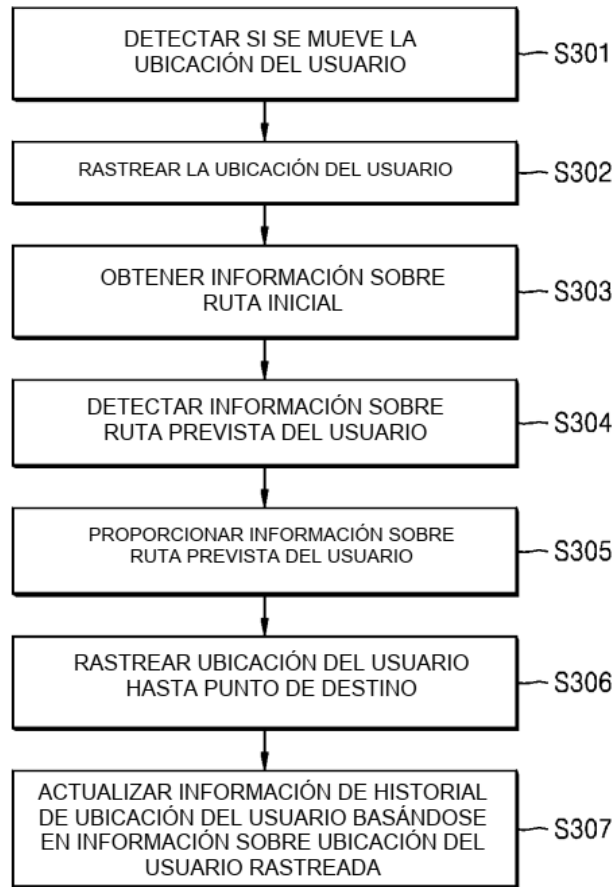 DETECTAR SI SE MUEVE LA
UBICACIÓN DEL USUARIO
S301
RASTREAR LA UBICACIÓN DEL USUARIO
S302
OBTENER INFORMACIÓN SOBRE
RUTA INICIAL
S303
DETECTAR INFORMACIÓN SOBRE
RUTA PREVISTA DEL USUARIO
S304
PROPORCIONAR INFORMACIÓN SOBRE
RUTA PREVISTA DEL USUARIO
S305
RASTREAR UBICACIÓN DEL USUARIO
HASTA PUNTO DE DESTINO
S306
ACTUALIZAR INFORMACIÓN DE HISTORIAL
DE UBICACIÓN DEL USUARIO BASÁNDOSE
EN INFORMACIÓN SOBRE UBICACIÓN DEL
USUARIO RASTREADA
S307